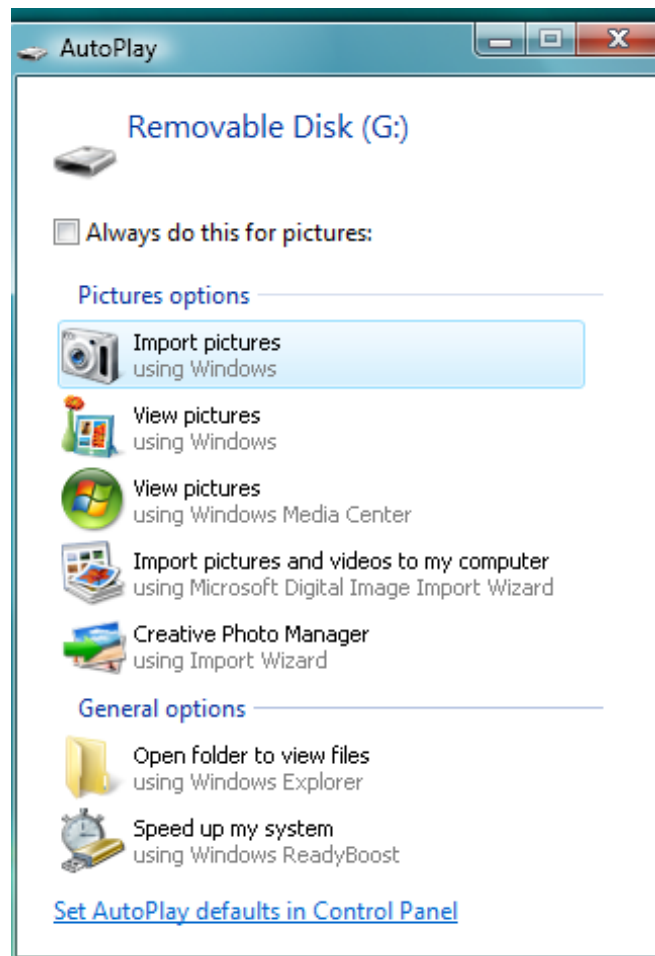 AutoPlay
Removable Disk (G:)
Always do this for pictures:
Pictures options
Import pictures
using Windows
View pictures
using Windows
View pictures
using Windows Media Center
Import pictures and videos to my computer
using Microsoft Digital Image Import Wizard
Creative Photo Manager
using Import Wizard
General options
Open folder to view files
using Windows Explorer
Speed up my system
using Windows ReadyBoost
Set AutoPlay defaults in Control Panel